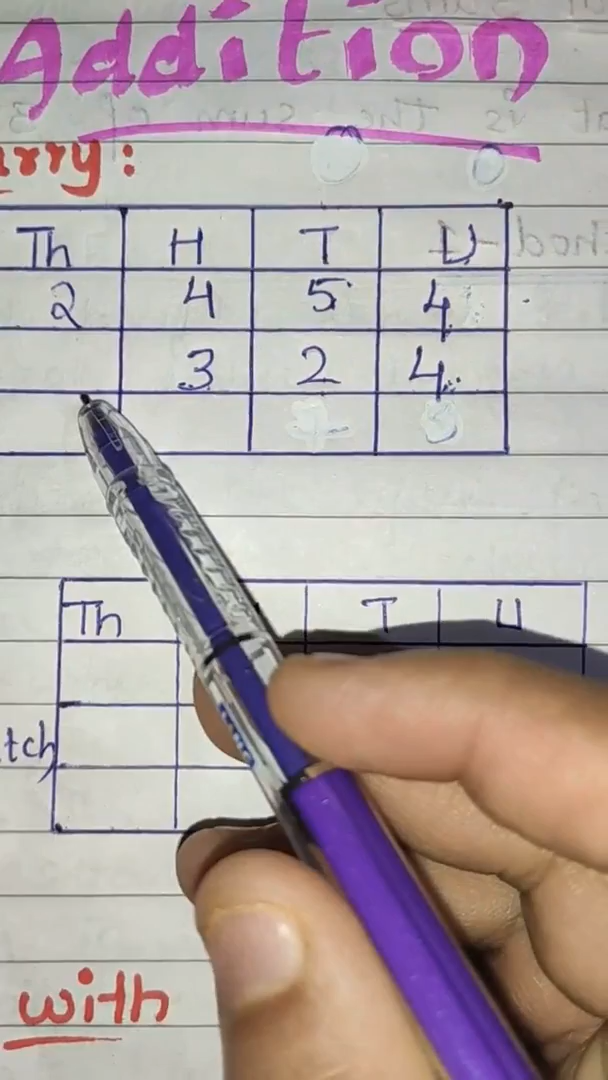 Addition
arry:
Th H T U
2 4 5 4
3 2 4
Th T U
tch
with